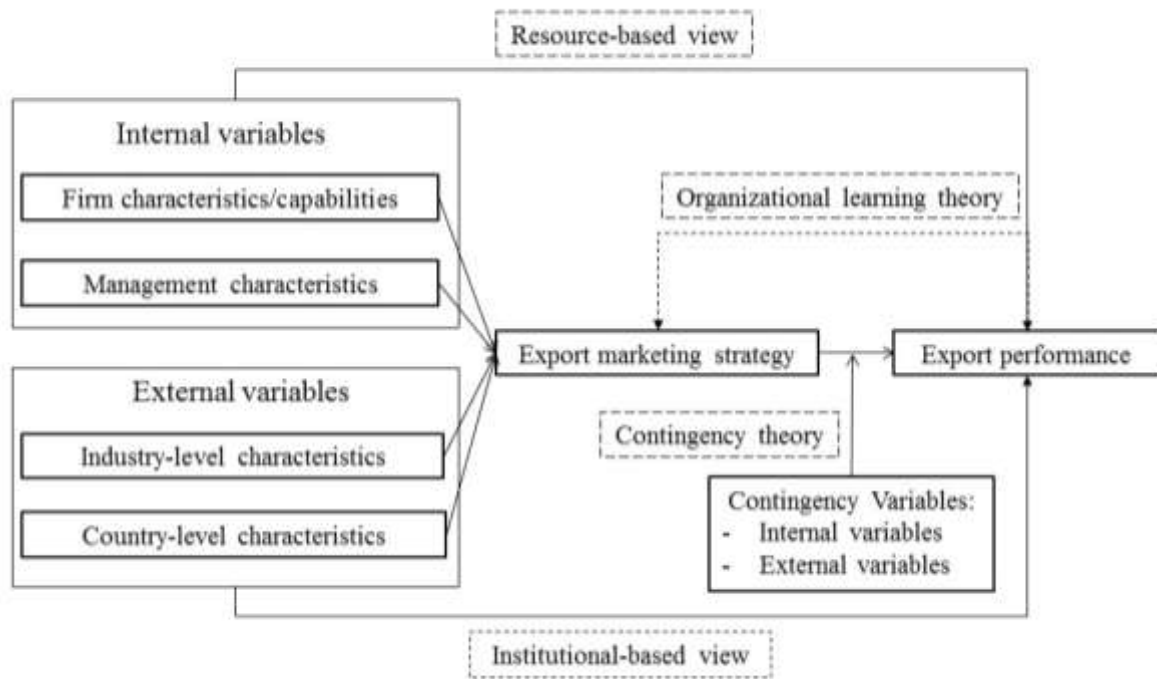 Resource-based view
Internal variables
Firm characteristics/capabilities
Organizational learning theory
Management characteristics
Export marketing strategy
Export performance
External variables
Contingency theory
Industry-level characteristics
Contingency Variables:
- Internal variables
- External variables
Country-level characteristics
Institutional-based view